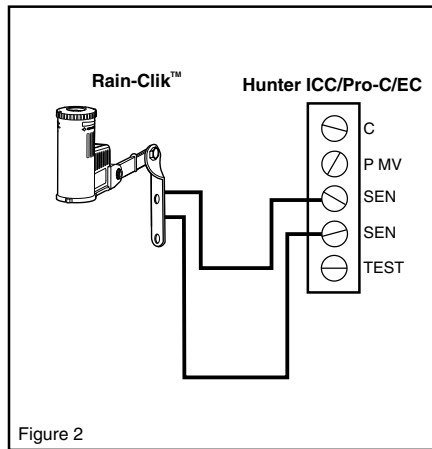 Rain-Clik™
Hunter ICC/Pro-C/EC
C
P MV
SEN
SEN
TEST
Figure 2